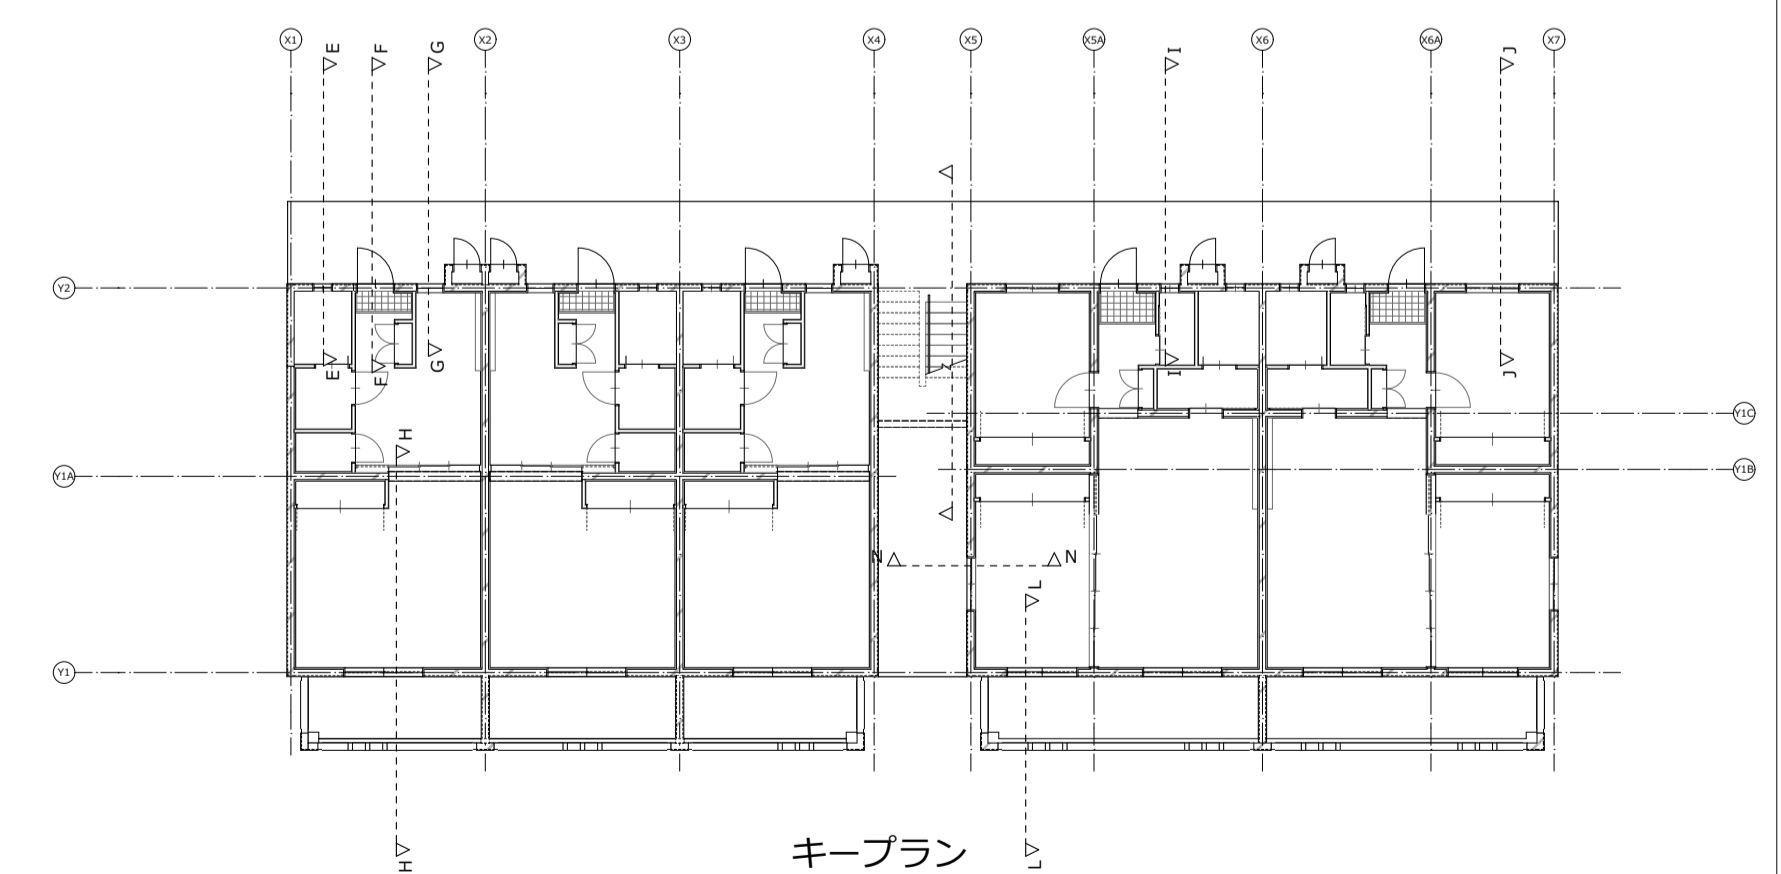 X1
E
F
G
X2
X3
X4
X5
X5A
I
X6
X6A
J
X7
Y2
E
F
G
I
J
Y1C
H
Y1A
Y1B
N
N
L
Y1
H
キープラン
L